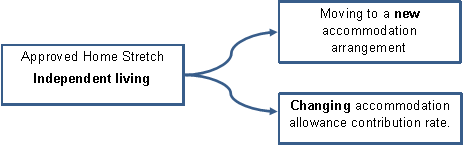 Approved Home Stretch
Independent living
Moving to a new
accommodation
arrangement
Changing accommodation
allowance contribution rate.